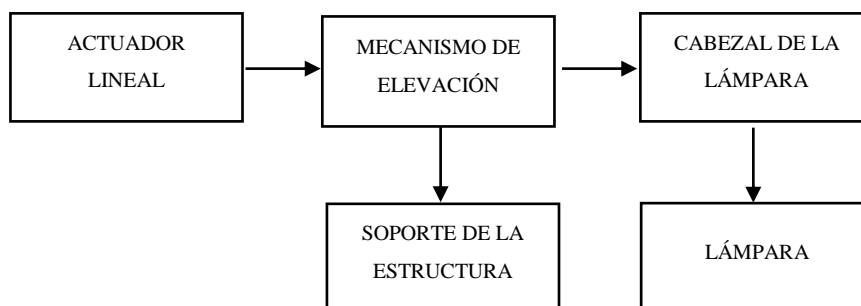 ACTUADOR
LINEAL
MECANISMO DE
ELEVACIÓN
CABEZAL DE LA
LÁMPARA
SOPORTE DE LA
ESTRUCTURA
LÁMPARA